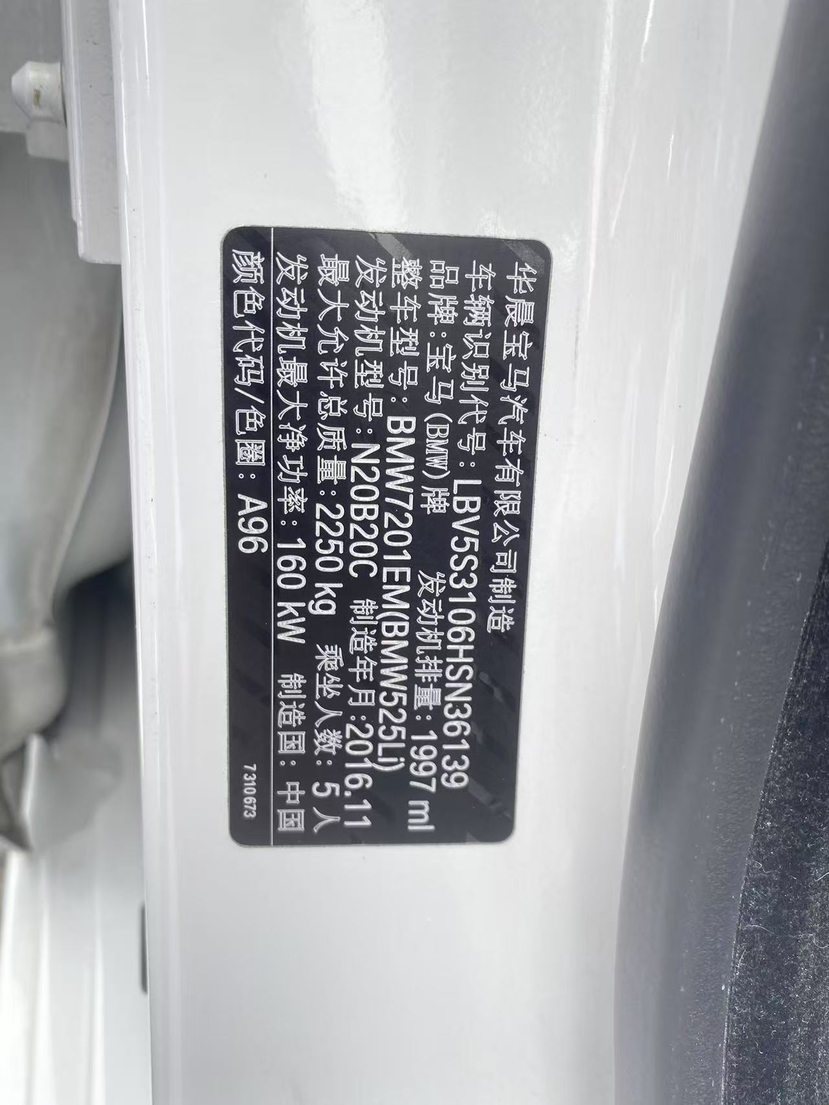 华晨宝马汽车有限公司制造
车辆识别代号:LBV5S3106HSN36139
品牌:宝马(BMW)牌 发动机排量:1997 ml
整车型号:BMW7201EM(BMW525Li)
发动机型号:N20B20C 制造年月:2016.11
最大允许总质量:2250 kg 乘坐人数:5 人
发动机最大净功率:160 kW 制造国:中国
颜色代码/色圈:A96
7 310 673